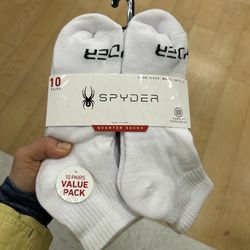 SPYDER
SPYDER
10
PAIRS
SPYDER
QUARTER SOCKS
10 PAIRS
VALUE
PACK